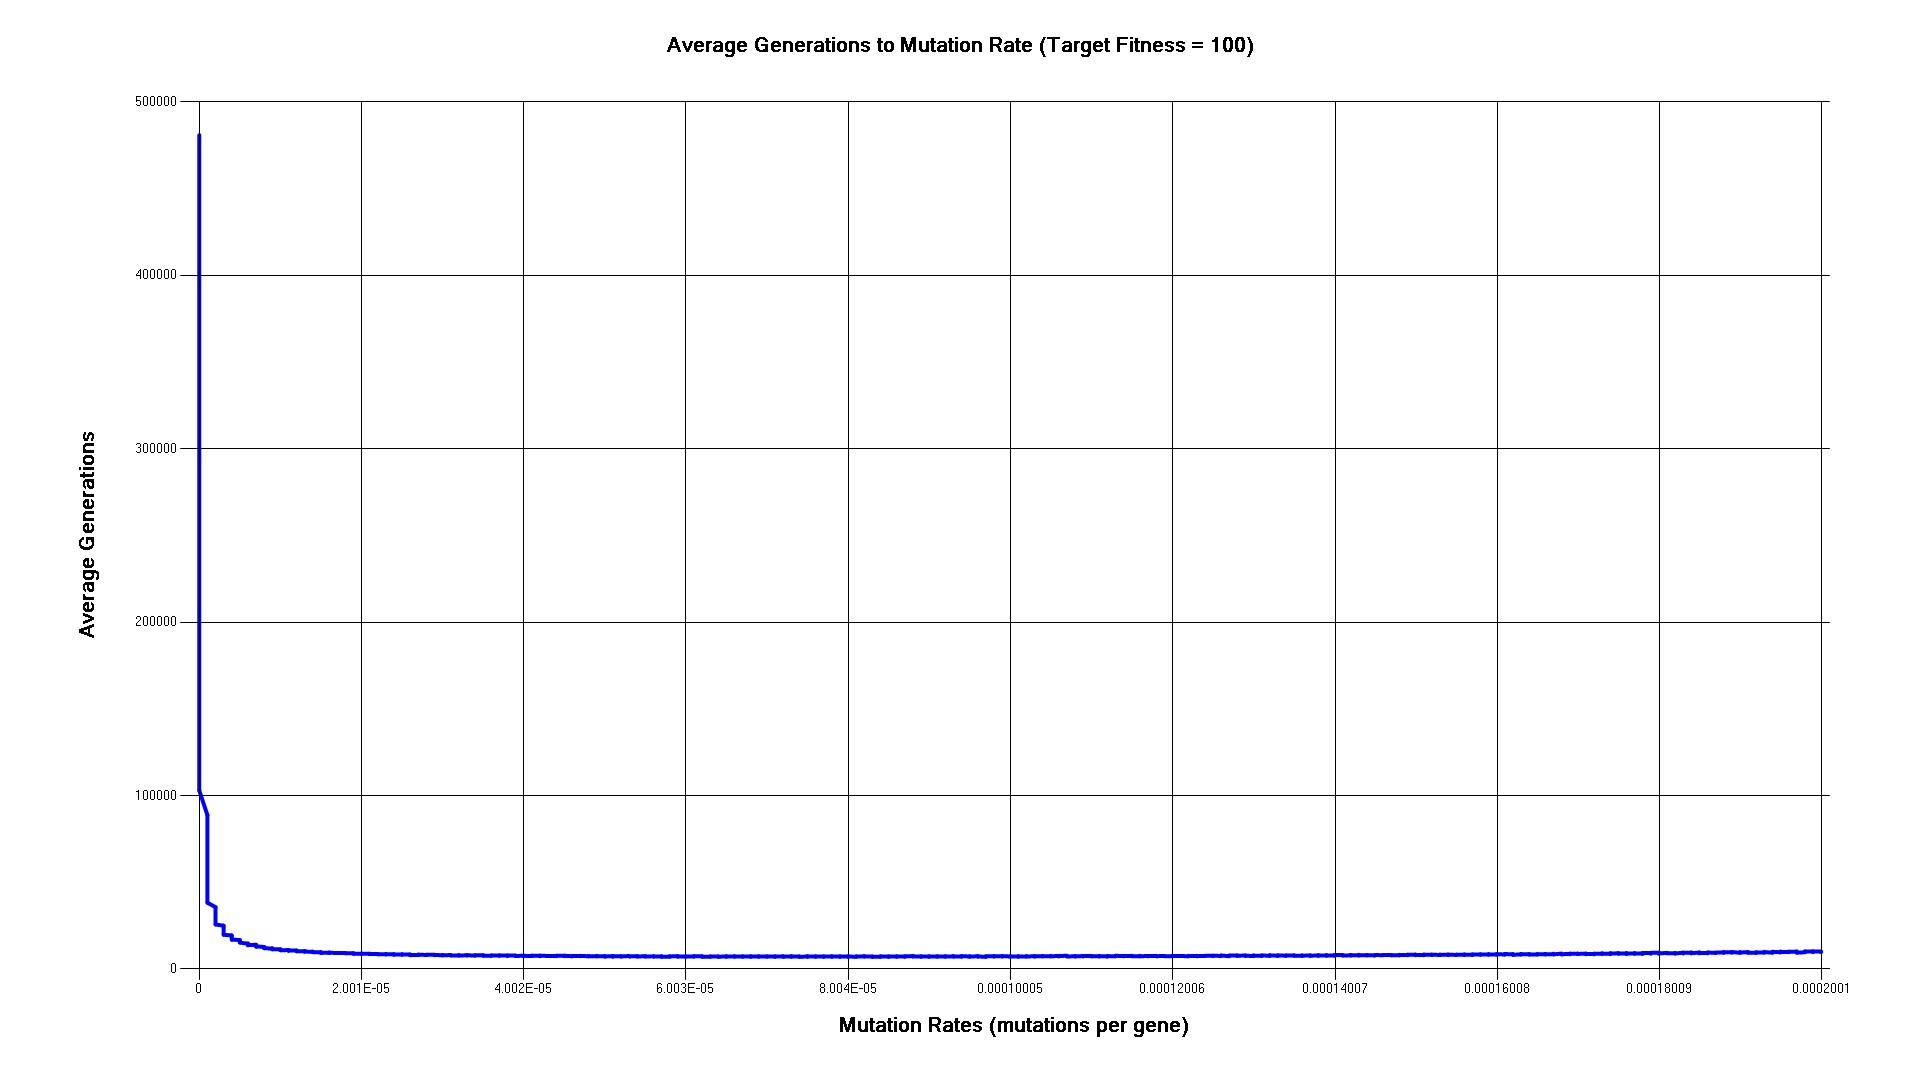 Average Generations to Mutation Rate (Target Fitness = 100)
500000
400000
300000
200000
100000
0
Average Generations
0 2.001E-05 4.002E-05 6.003E-05 8.004E-05 0.00010005 0.00012006 0.00014007 0.00016008 0.00018009 0.0002001
Mutation Rates (mutations per gene)